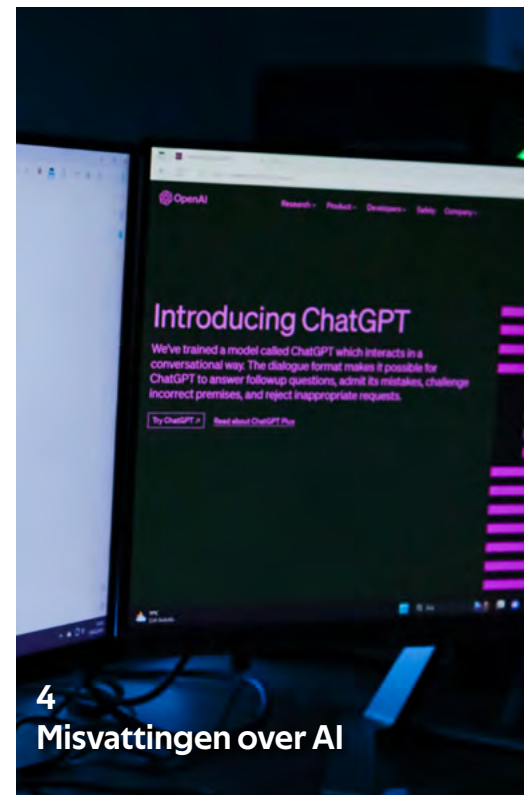 OpenAI
Research Product Developers Safety Company
Introducing ChatGPT
We've trained a model called ChatGPT which interacts in a
conversational way. The dialogue format makes it possible for
ChatGPT to answer followup questions, admit its mistakes, challenge
incorrect premises, and reject inappropriate requests.
Try ChatGPT ↗ Read about ChatGPT Plus
4
Misvattingen over AI